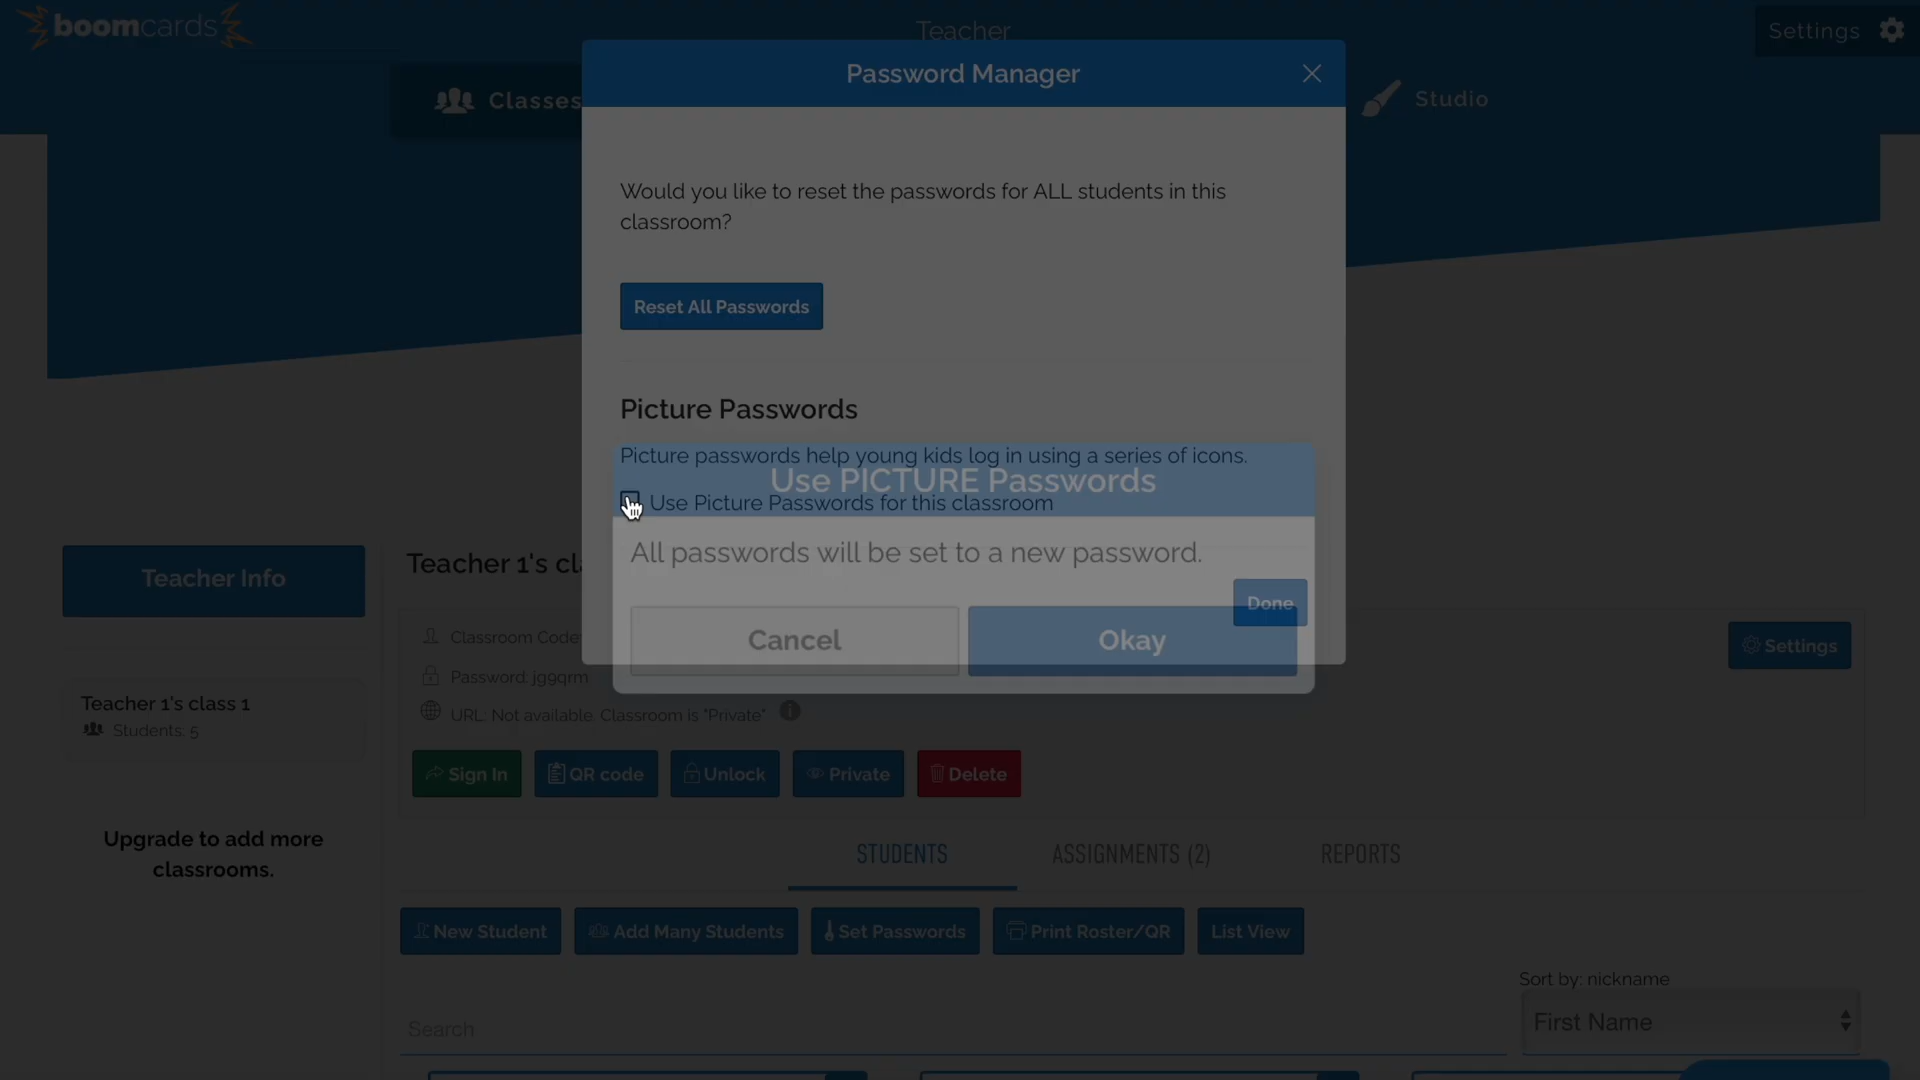 boomcards
Teacher
Settings
Classes
Studio
Password Manager
Would you like to reset the passwords for ALL students in this
classroom?
Reset All Passwords
Picture Passwords
Picture passwords help young kids log in using a series of icons.
Use PICTURE Passwords
Use Picture Passwords for this classroom
All passwords will be set to a new password.
Done
Cancel
Okay
Teacher Info
Teacher 1's cl
Classroom Code:
Password: jg9qrm
URL: Not available. Classroom is "Private"
Settings
Teacher 1's class 1
Students: 5
Sign In
QR code
Unlock
Private
Delete
Upgrade to add more
classrooms.
STUDENTS
ASSIGNMENTS (2)
REPORTS
New Student
Add Many Students
Set Passwords
Print Roster/QR
List View
Sort by: nickname
Search
First Name